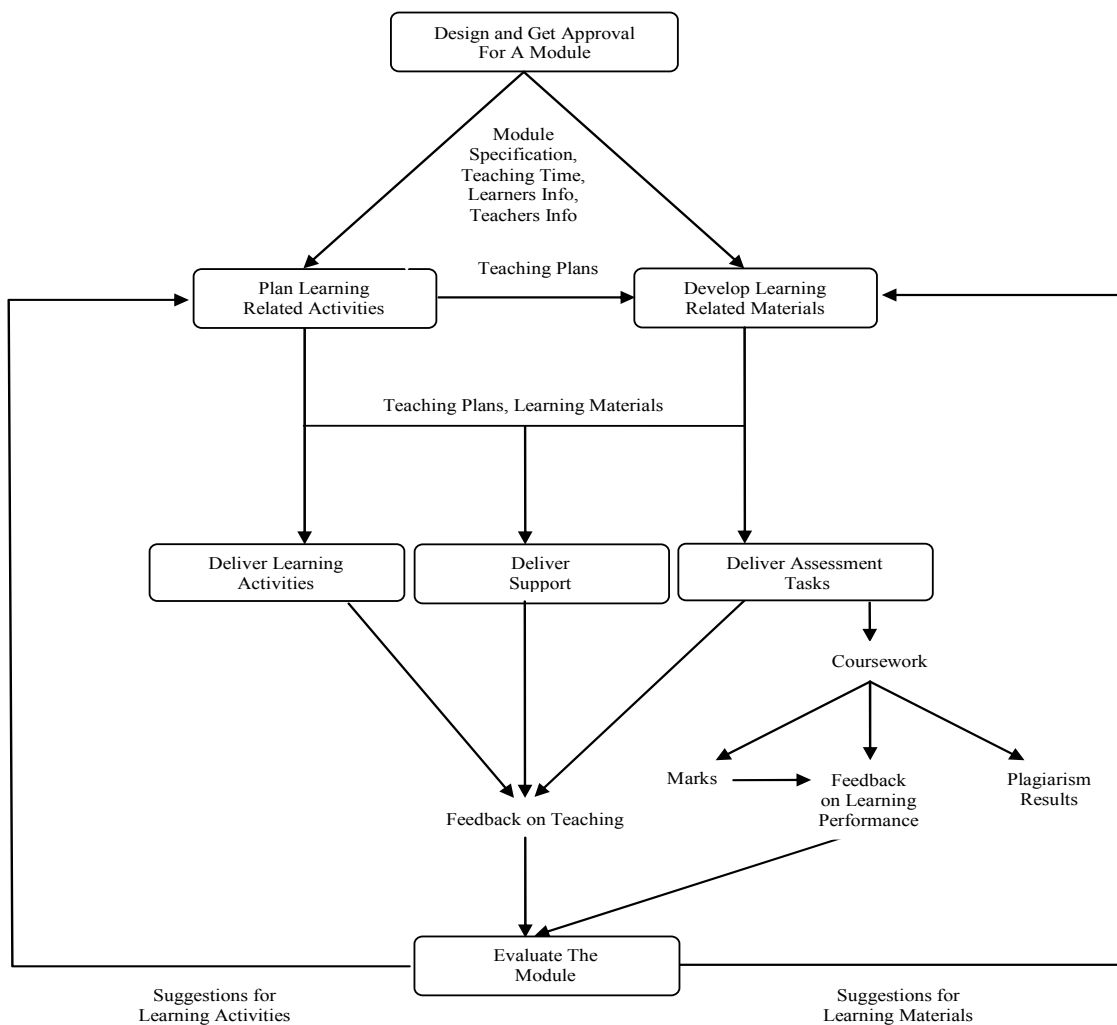 Design and Get Approval
For A Module
Module
Specification,
Teaching Time,
Learners Info,
Teachers Info
Teaching Plans
Plan Learning
Related Activities
Develop Learning
Related Materials
Teaching Plans, Learning Materials
Deliver Learning
Activities
Deliver
Support
Deliver Assessment
Tasks
Coursework
Marks
Feedback
on Learning
Performance
Plagiarism
Results
Feedback on Teaching
Evaluate The
Module
Suggestions for
Learning Activities
Suggestions for
Learning Materials